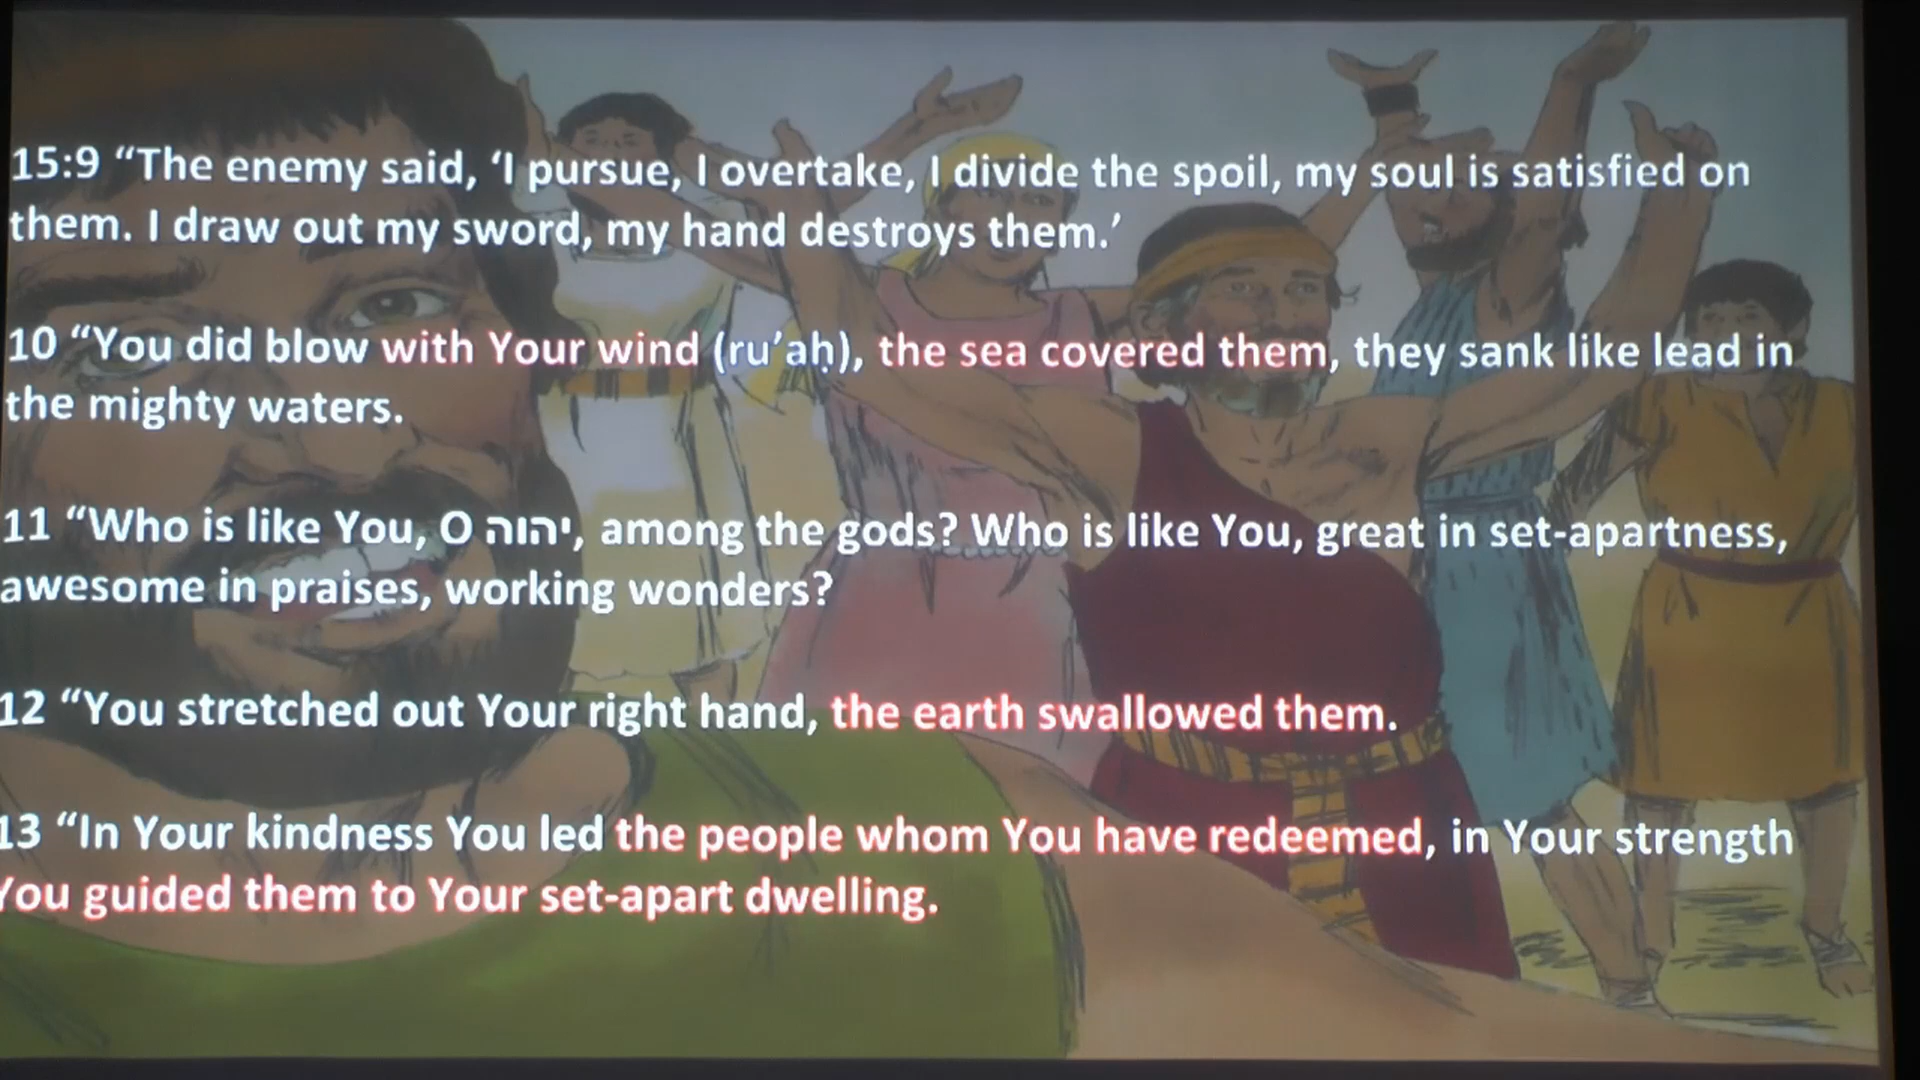 15:9 “The enemy said, ‘I pursue, I overtake, I divide the spoil, my soul is satisfied on
them. I draw out my sword, my hand destroys them.’
10 “You did blow with Your wind (ru’aḥ), the sea covered them, they sank like lead in
the mighty waters.
11 “Who is like You, O יהוה, among the gods? Who is like You, great in set-apartness,
awesome in praises, working wonders?
12 “You stretched out Your right hand, the earth swallowed them.
13 “In Your kindness You led the people whom You have redeemed, in Your strength
You guided them to Your set-apart dwelling.